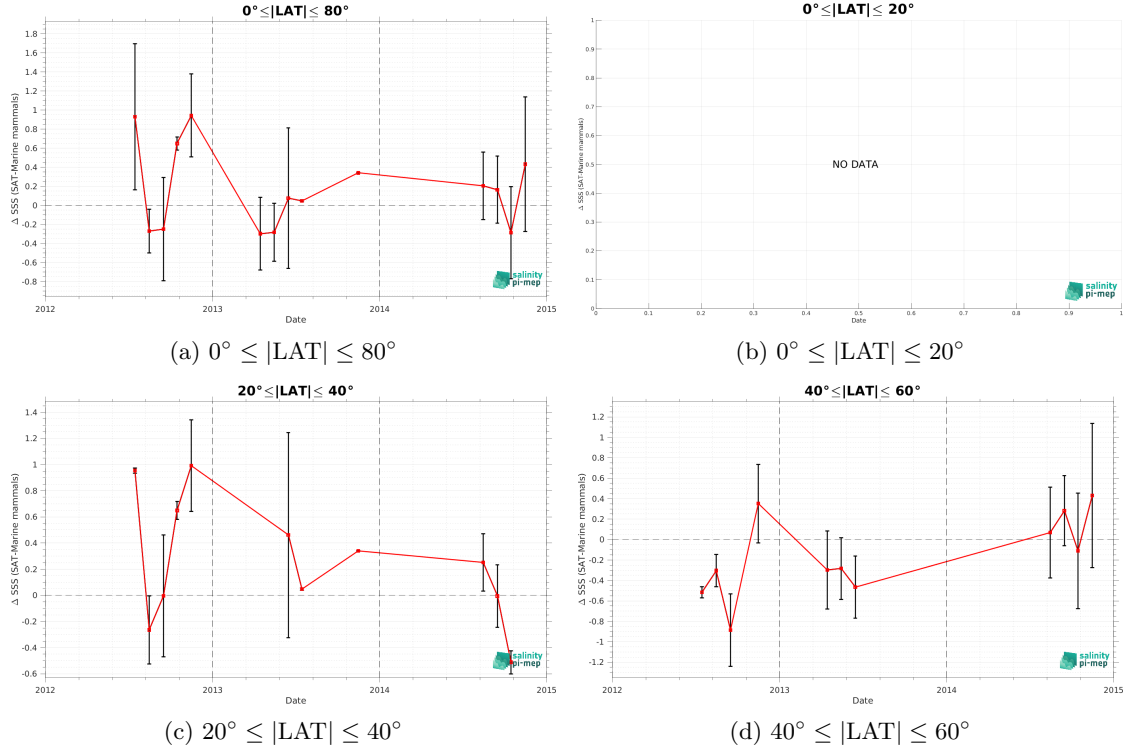 0°≤|LAT|≤ 80°
Δ SSS (SAT-Marine mammals)
1.8
1.6
1.4
1.2
1
0.8
0.6
0.4
0.2
0
-0.2
-0.4
-0.6
-0.8
2012 2013 2014 2015
Date
salinity
pi-mep
(a) 0° ≤ |LAT| ≤ 80°
0°≤|LAT|≤ 20°
Δ SSS (SAT-Marine mammals)
1
0.9
0.8
0.7
0.6
0.5
0.4
0.3
0.2
0.1
0
NO DATA
0 0.1 0.2 0.3 0.4 0.5 0.6 0.7 0.8 0.9 1
Date
salinity
pi-mep
(b) 0° ≤ |LAT| ≤ 20°
20°≤|LAT|≤ 40°
Δ SSS (SAT-Marine mammals)
1.4
1.2
1
0.8
0.6
0.4
0.2
0
-0.2
-0.4
-0.6
2012 2013 2014 2015
Date
salinity
pi-mep
(c) 20° ≤ |LAT| ≤ 40°
40°≤|LAT|≤ 60°
Δ SSS (SAT-Marine mammals)
1.2
1
0.8
0.6
0.4
0.2
0
-0.2
-0.4
-0.6
-0.8
-1
-1.2
2012 2013 2014 2015
Date
salinity
pi-mep
(d) 40° ≤ |LAT| ≤ 60°